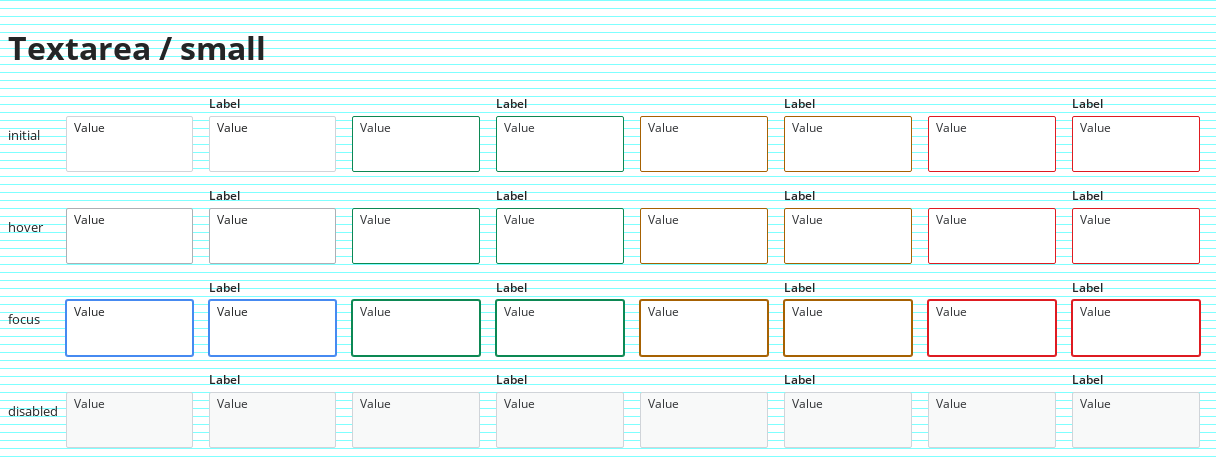 Textarea / small
Label Label Label Label
initial Value Value Value Value Value Value Value Value
Label Label Label Label
hover Value Value Value Value Value Value Value Value
Label Label Label Label
focus Value Value Value Value Value Value Value Value
Label Label Label Label
disabled Value Value Value Value Value Value Value Value